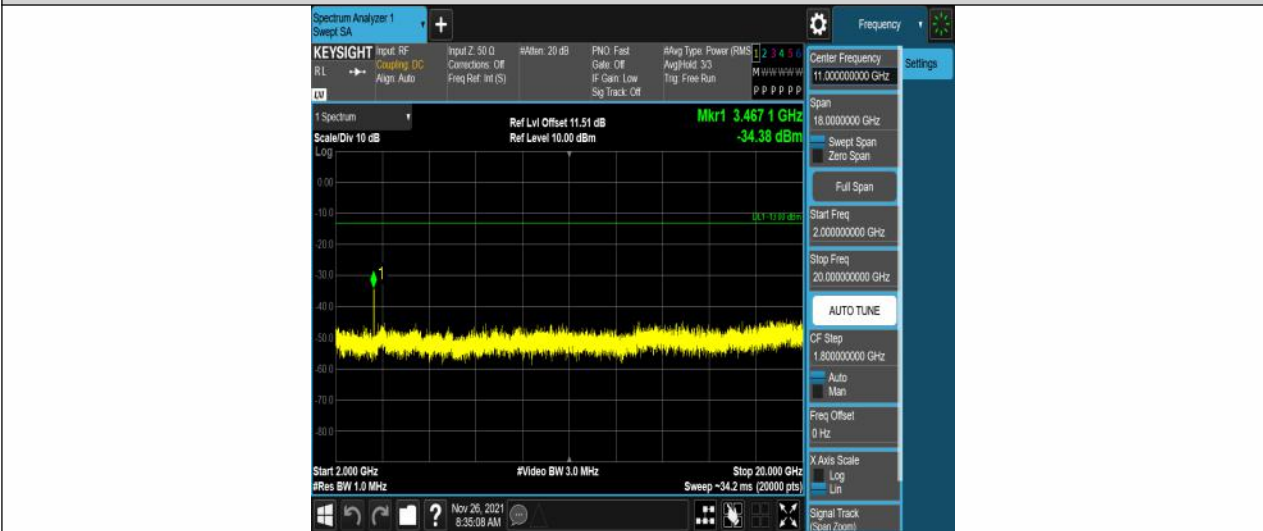 Spectrum Analyzer 1
Swept SA
Frequency
KEYSIGHT
RL
LV
Input: RF
Coupling: DC
Align: Auto
Input Z: 50 Ω
Corrections: Off
Freq Ref: Int (S)
#Atten: 20 dB
PNO: Fast
Gate: Off
IF Gain: Low
Sig Track: Off
#Avg Type: Power (RMS
Avg|Hold: 3/3
Trig: Free Run
1 2 3 4 5 6
M W W W W W
P P P P P P
1 Spectrum
Scale/Div 10 dB
Ref Lvl Offset 11.51 dB
Ref Level 10.00 dBm
Mkr1 3.467 1 GHz
-34.38 dBm
Log
0.00
-10.0
DL1 -13.00 dBm
-20.0
-30.0
1
-40.0
-50.0
-60.0
-70.0
-80.0
Start 2.000 GHz
#Video BW 3.0 MHz
Stop 20.000 GHz
#Res BW 1.0 MHz
Sweep ~34.2 ms (20000 pts)
Nov 26, 2021
8:35:08 AM
Center Frequency
11.000000000 GHz
Settings
Span
18.0000000 GHz
Swept Span
Zero Span
Full Span
Start Freq
2.000000000 GHz
Stop Freq
20.000000000 GHz
AUTO TUNE
CF Step
1.800000000 GHz
Auto
Man
Freq Offset
0 Hz
X Axis Scale
Log
Lin
Signal Track
(Span Zoom)